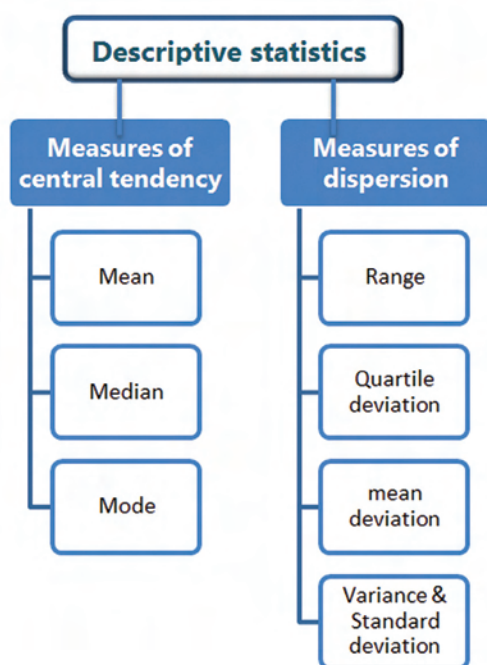 Descriptive statistics
Measures of
central tendency
Mean
Median
Mode
Measures of
dispersion
Range
Quartile
deviation
mean
deviation
Variance &
Standard
deviation